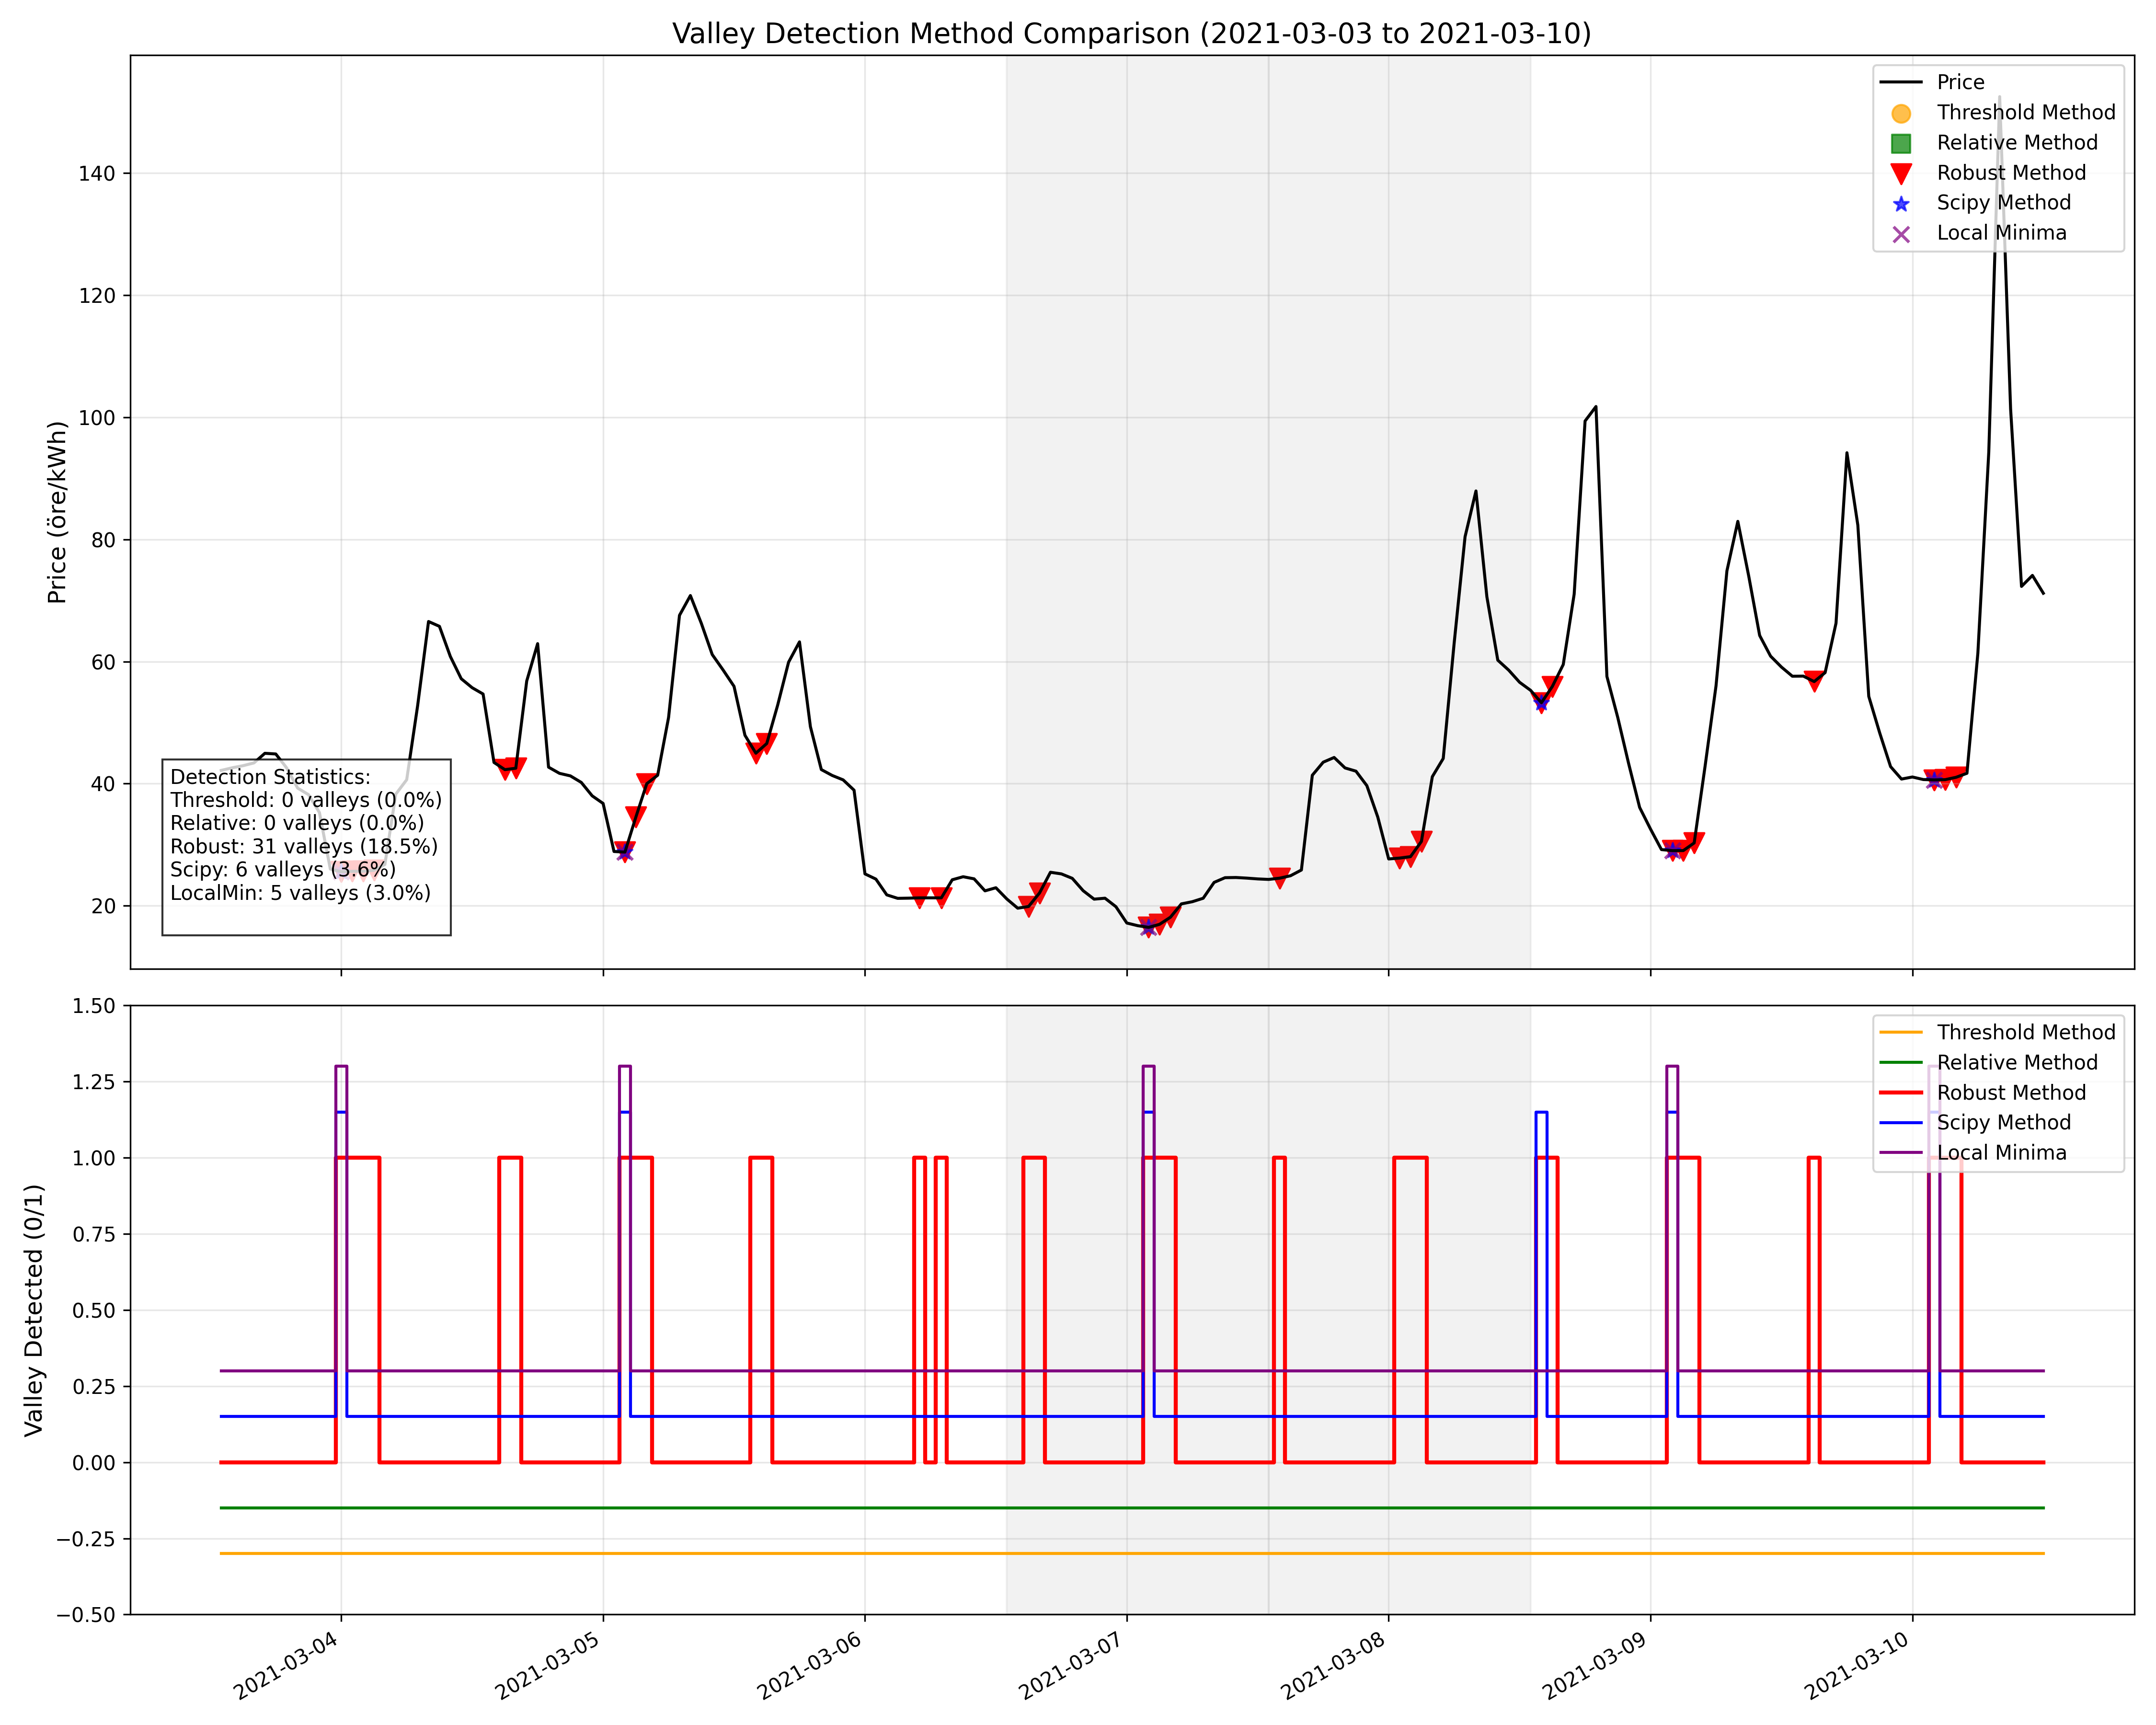 Valley Detection Method Comparison (2021-03-03 to 2021-03-10)
Price (öre/kWh)
140
120
100
80
60
40
20
Price
Threshold Method
Relative Method
Robust Method
Scipy Method
Local Minima
Detection Statistics:
Threshold: 0 valleys (0.0%)
Relative: 0 valleys (0.0%)
Robust: 31 valleys (18.5%)
Scipy: 6 valleys (3.6%)
LocalMin: 5 valleys (3.0%)
Valley Detected (0/1)
1.50
1.25
1.00
0.75
0.50
0.25
0.00
−0.25
−0.50
Threshold Method
Relative Method
Robust Method
Scipy Method
Local Minima
2021-03-04
2021-03-05
2021-03-06
2021-03-07
2021-03-08
2021-03-09
2021-03-10